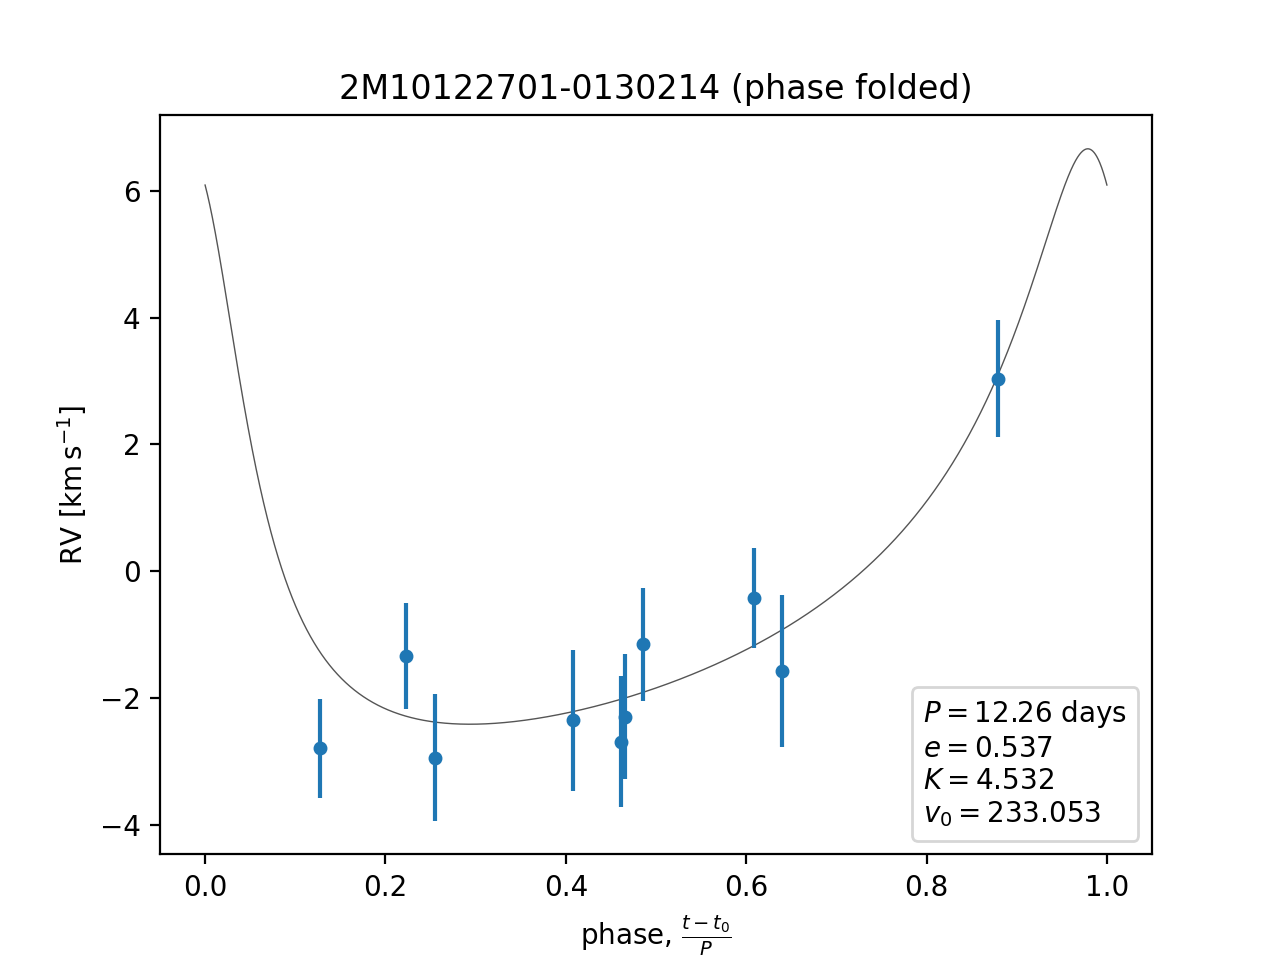 2M10122701-0130214 (phase folded)
6
4
2
0
−2
−4
RV [km s⁻¹]
P = 12.26 days
e = 0.537
K = 4.532
v₀ = 233.053
0.0 0.2 0.4 0.6 0.8 1.0
phase, (t − t₀)/P